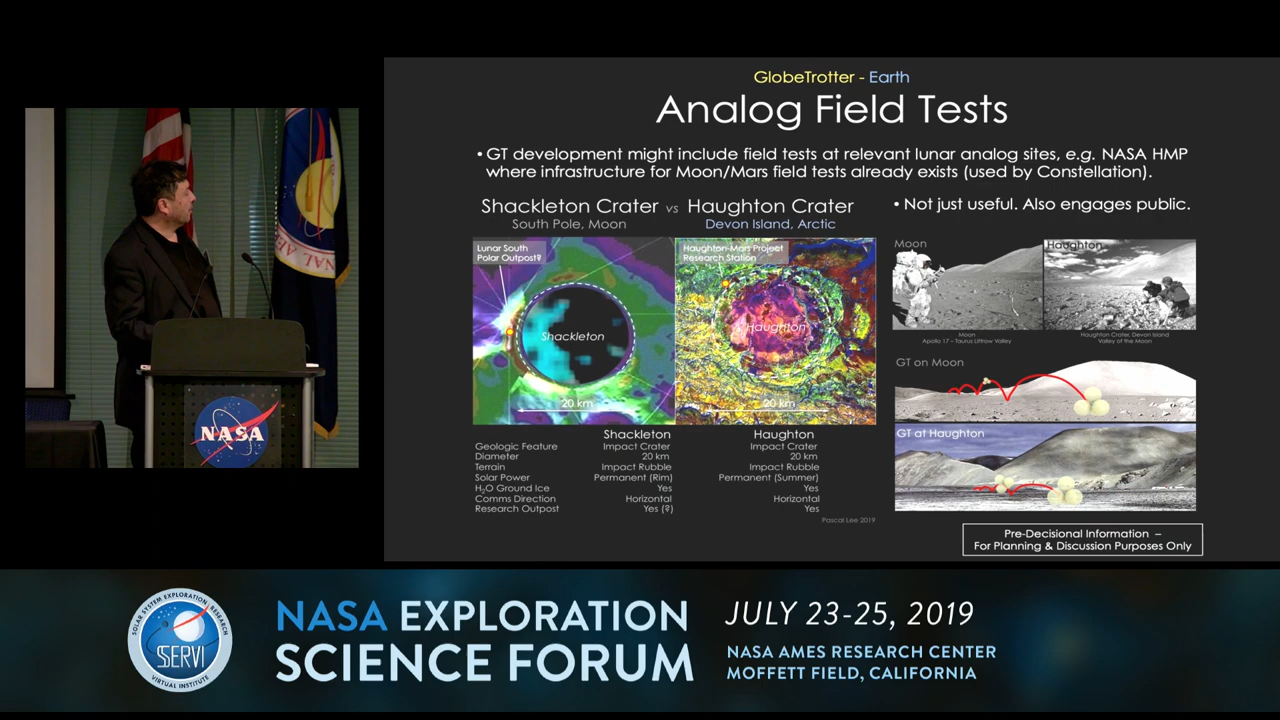 GlobeTrotter - Earth
Analog Field Tests
• GT development might include field tests at relevant lunar analog sites, e.g. NASA HMP
where infrastructure for Moon/Mars field tests already exists (used by Constellation).
Shackleton Crater vs Haughton Crater
South Pole, Moon Devon Island, Arctic
• Not just useful. Also engages public.
Lunar South
Polar Outpost?
Shackleton
20 km
Haughton-Mars Project
Research Station
Haughton
20 km
Shackleton Haughton
Geologic Feature Impact Crater Impact Crater
Diameter 20 km 20 km
Terrain Impact Rubble Impact Rubble
Solar Power Permanent (Rim) Permanent (Summer)
H₂O Ground Ice Yes Yes
Comms Direction Horizontal Horizontal
Research Outpost Yes (?) Yes
Pascal Lee 2019
Moon
Haughton
Moon
Apollo 17 – Taurus Littrow Valley
Haughton Crater, Devon Island
Valley of the Moon
GT on Moon
GT at Haughton
Pre-Decisional Information –
For Planning & Discussion Purposes Only
NASA
SOLAR SYSTEM EXPLORATION RESEARCH
SSERVI
VIRTUAL INSTITUTE
NASA EXPLORATION
SCIENCE FORUM
JULY 23-25, 2019
NASA AMES RESEARCH CENTER
MOFFETT FIELD, CALIFORNIA